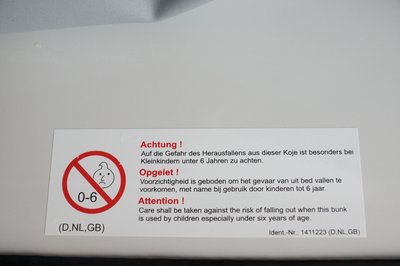 Achtung !
Auf die Gefahr des Herausfallens aus dieser Koje ist besonders bei
Kleinkindern unter 6 Jahren zu achten.
Opgelet !
Voorzichtigheid is geboden om het gevaar van uit bed vallen te
voorkomen, met name bij gebruik door kinderen tot 6 jaar.
Attention !
Care shall be taken against the risk of falling out when this bunk
is used by children especially under six years of age.
0-6
(D,NL,GB)
Ident.-Nr.: 1411223 (D,NL,GB)